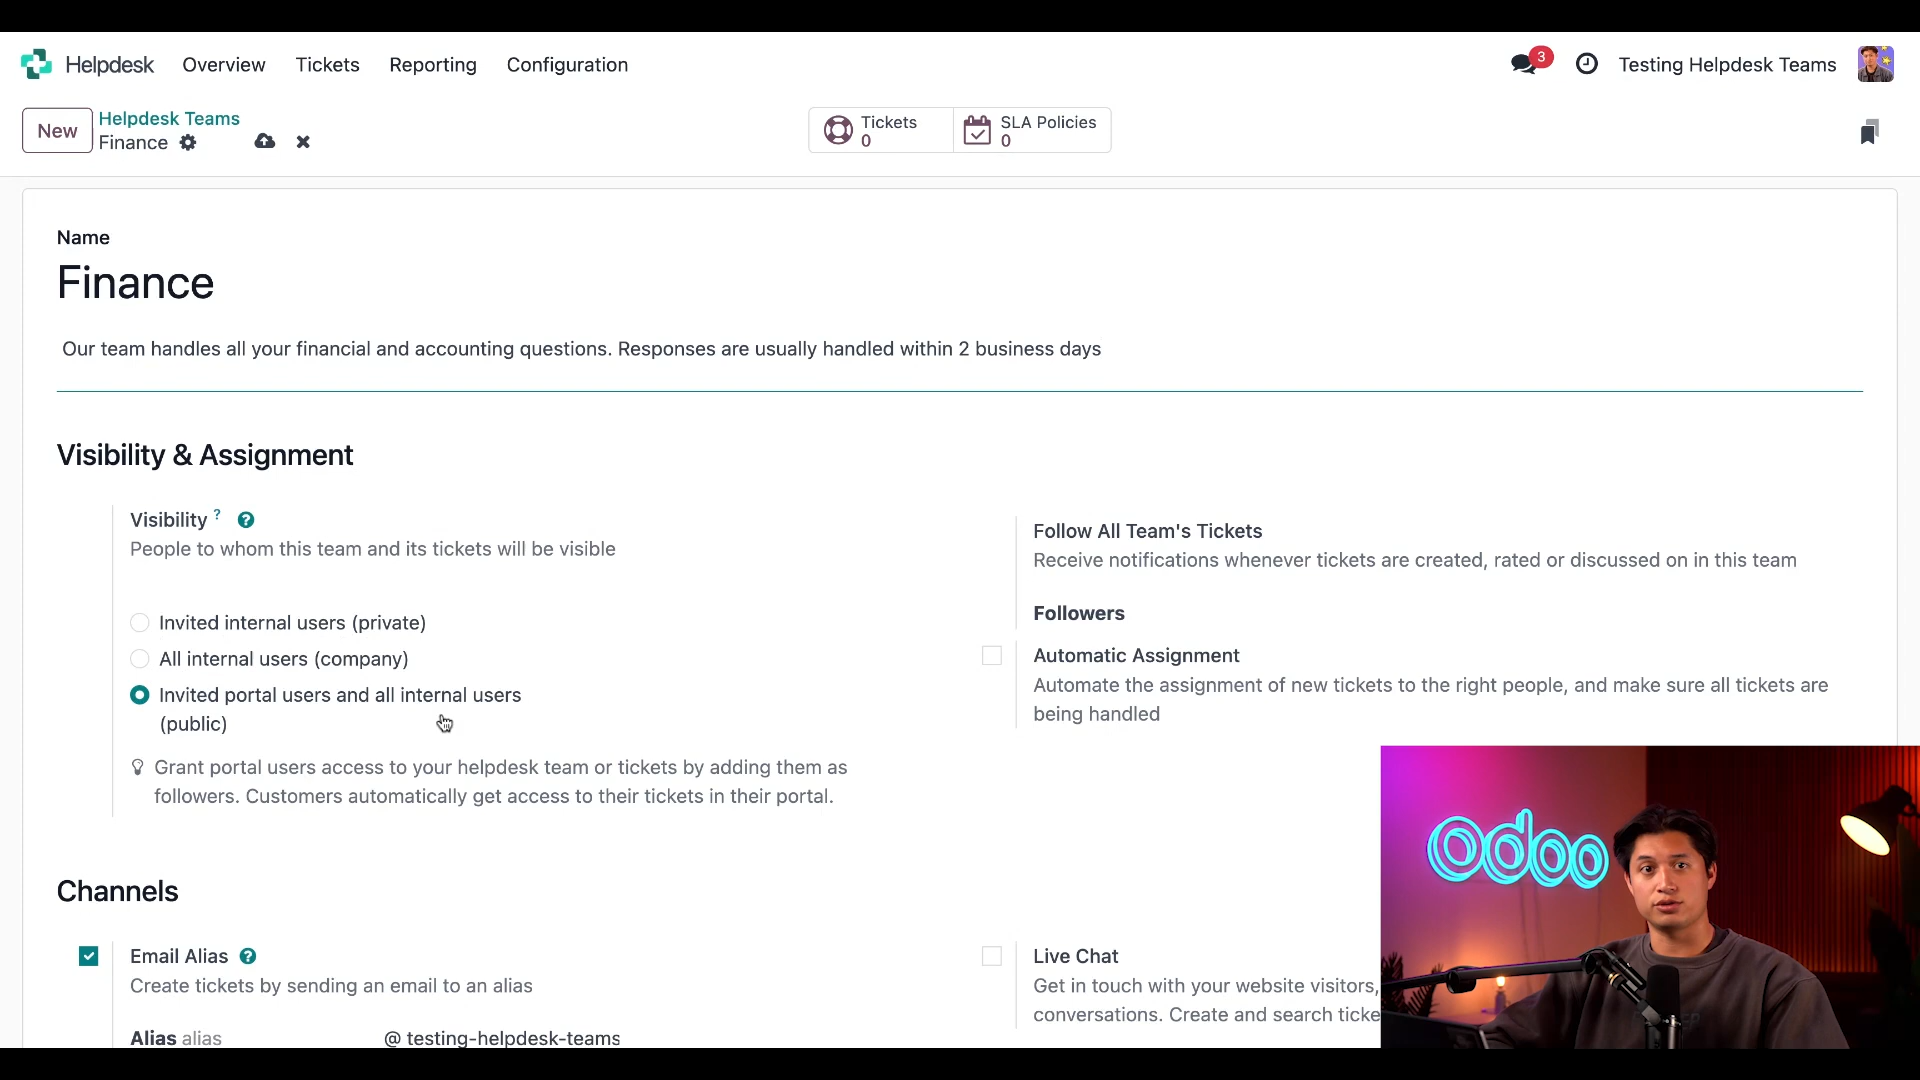 Helpdesk Overview Tickets Reporting Configuration 3 Testing Helpdesk Teams
New
Helpdesk Teams
Finance
Tickets
0
SLA Policies
0
Name
Finance
Our team handles all your financial and accounting questions. Responses are usually handled within 2 business days
Visibility & Assignment
Visibility ? ?
People to whom this team and its tickets will be visible
Invited internal users (private)
All internal users (company)
Invited portal users and all internal users
(public)
Grant portal users access to your helpdesk team or tickets by adding them as
followers. Customers automatically get access to their tickets in their portal.
Follow All Team's Tickets
Receive notifications whenever tickets are created, rated or discussed on in this team
Followers
Automatic Assignment
Automate the assignment of new tickets to the right people, and make sure all tickets are
being handled
Channels
Email Alias ?
Create tickets by sending an email to an alias
Alias alias @ testing-helpdesk-teams
Live Chat
Get in touch with your website visitors,
conversations. Create and search ticke
odoo